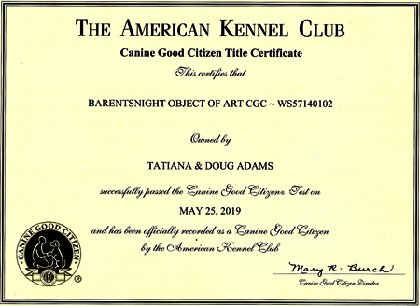 THE AMERICAN KENNEL CLUB
Canine Good Citizen Title Certificate
This certifies that
BARENTSNIGHT OBJECT OF ART CGC ~ WS57140102
Owned by
TATIANA & DOUG ADAMS
successfully passed the Canine Good Citizen® Test on
MAY 25, 2019
and has been officially recorded as a Canine Good Citizen
by the American Kennel Club
CANINE GOOD CITIZEN
Mary R. Burch
Canine Good Citizen Director